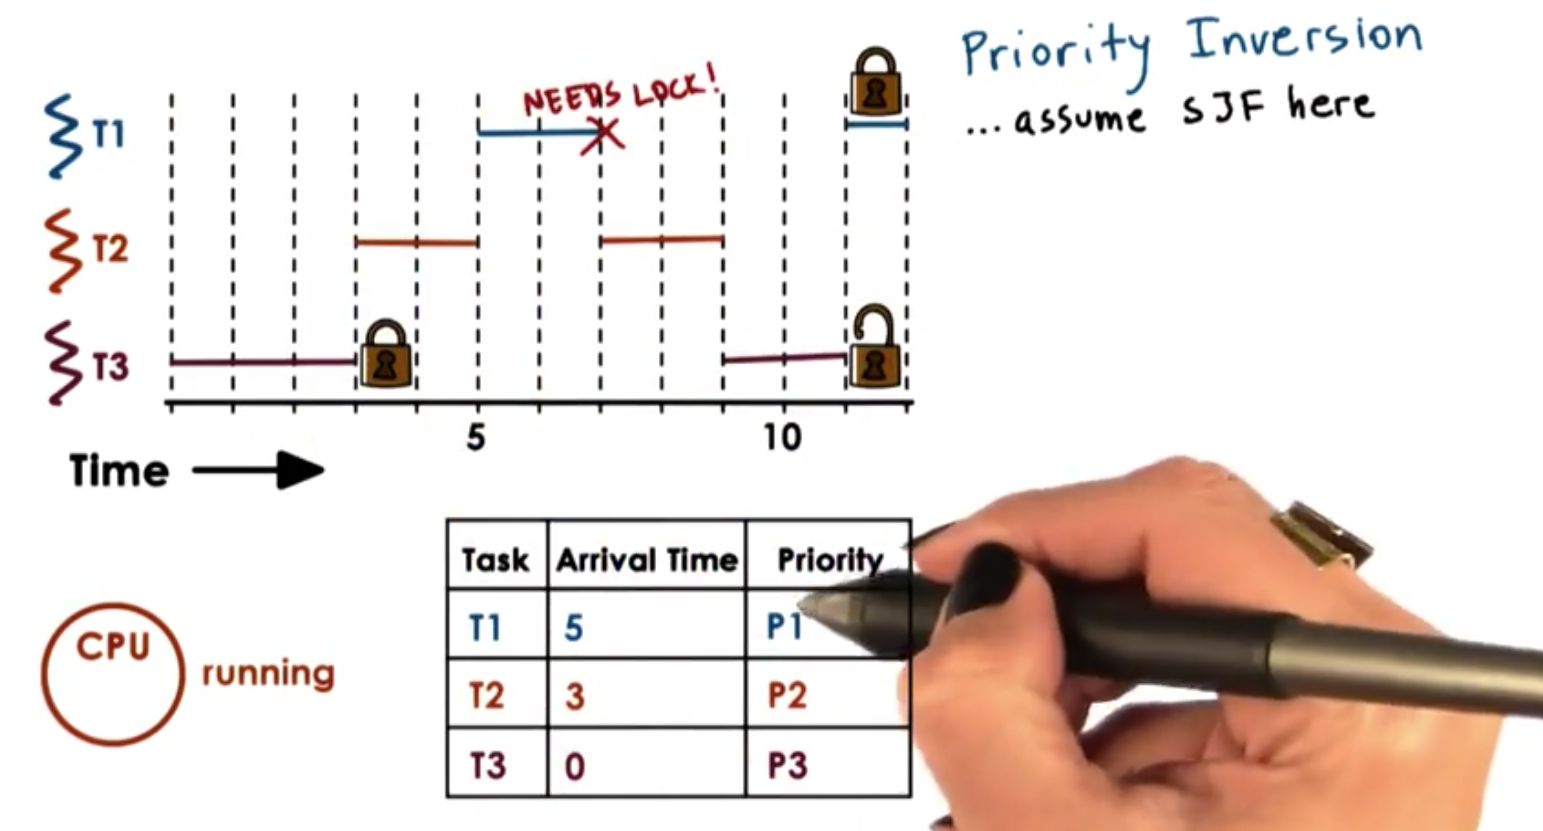 Priority Inversion
... assume SJF here
NEEDS LOCK!
T1
T2
T3
5 10
Time
CPU
running
Task Arrival Time Priority
T1 5 P1
T2 3 P2
T3 0 P3